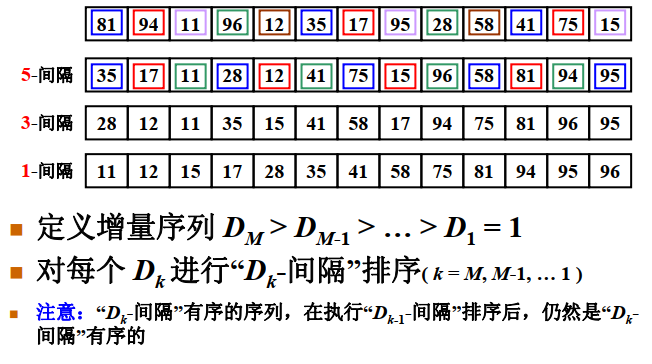 81 94 11 96 12 35 17 95 28 58 41 75 15
5-间隔 35 17 11 28 12 41 75 15 96 58 81 94 95
3-间隔 28 12 11 35 15 41 58 17 94 75 81 96 95
1-间隔 11 12 15 17 28 35 41 58 75 81 94 95 96
定义增量序列 D_M > D_{M-1} > … > D_1 = 1
对每个 D_k 进行“D_k-间隔”排序( k = M, M-1, … 1 )
注意：“D_k-间隔”有序的序列，在执行“D_{k-1}-间隔”排序后，仍然是“D_k-
间隔”有序的